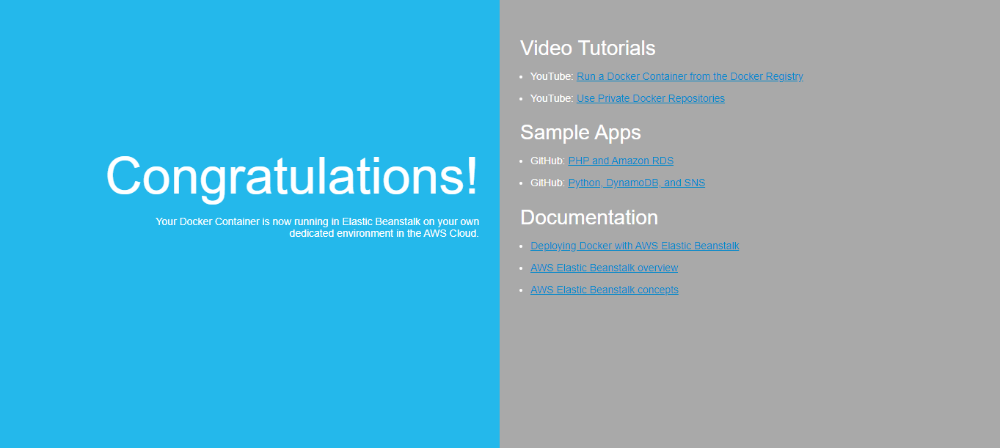 Congratulations!
Your Docker Container is now running in Elastic Beanstalk on your own
dedicated environment in the AWS Cloud.
Video Tutorials
YouTube: Run a Docker Container from the Docker Registry
YouTube: Use Private Docker Repositories
Sample Apps
GitHub: PHP and Amazon RDS
GitHub: Python, DynamoDB, and SNS
Documentation
Deploying Docker with AWS Elastic Beanstalk
AWS Elastic Beanstalk overview
AWS Elastic Beanstalk concepts